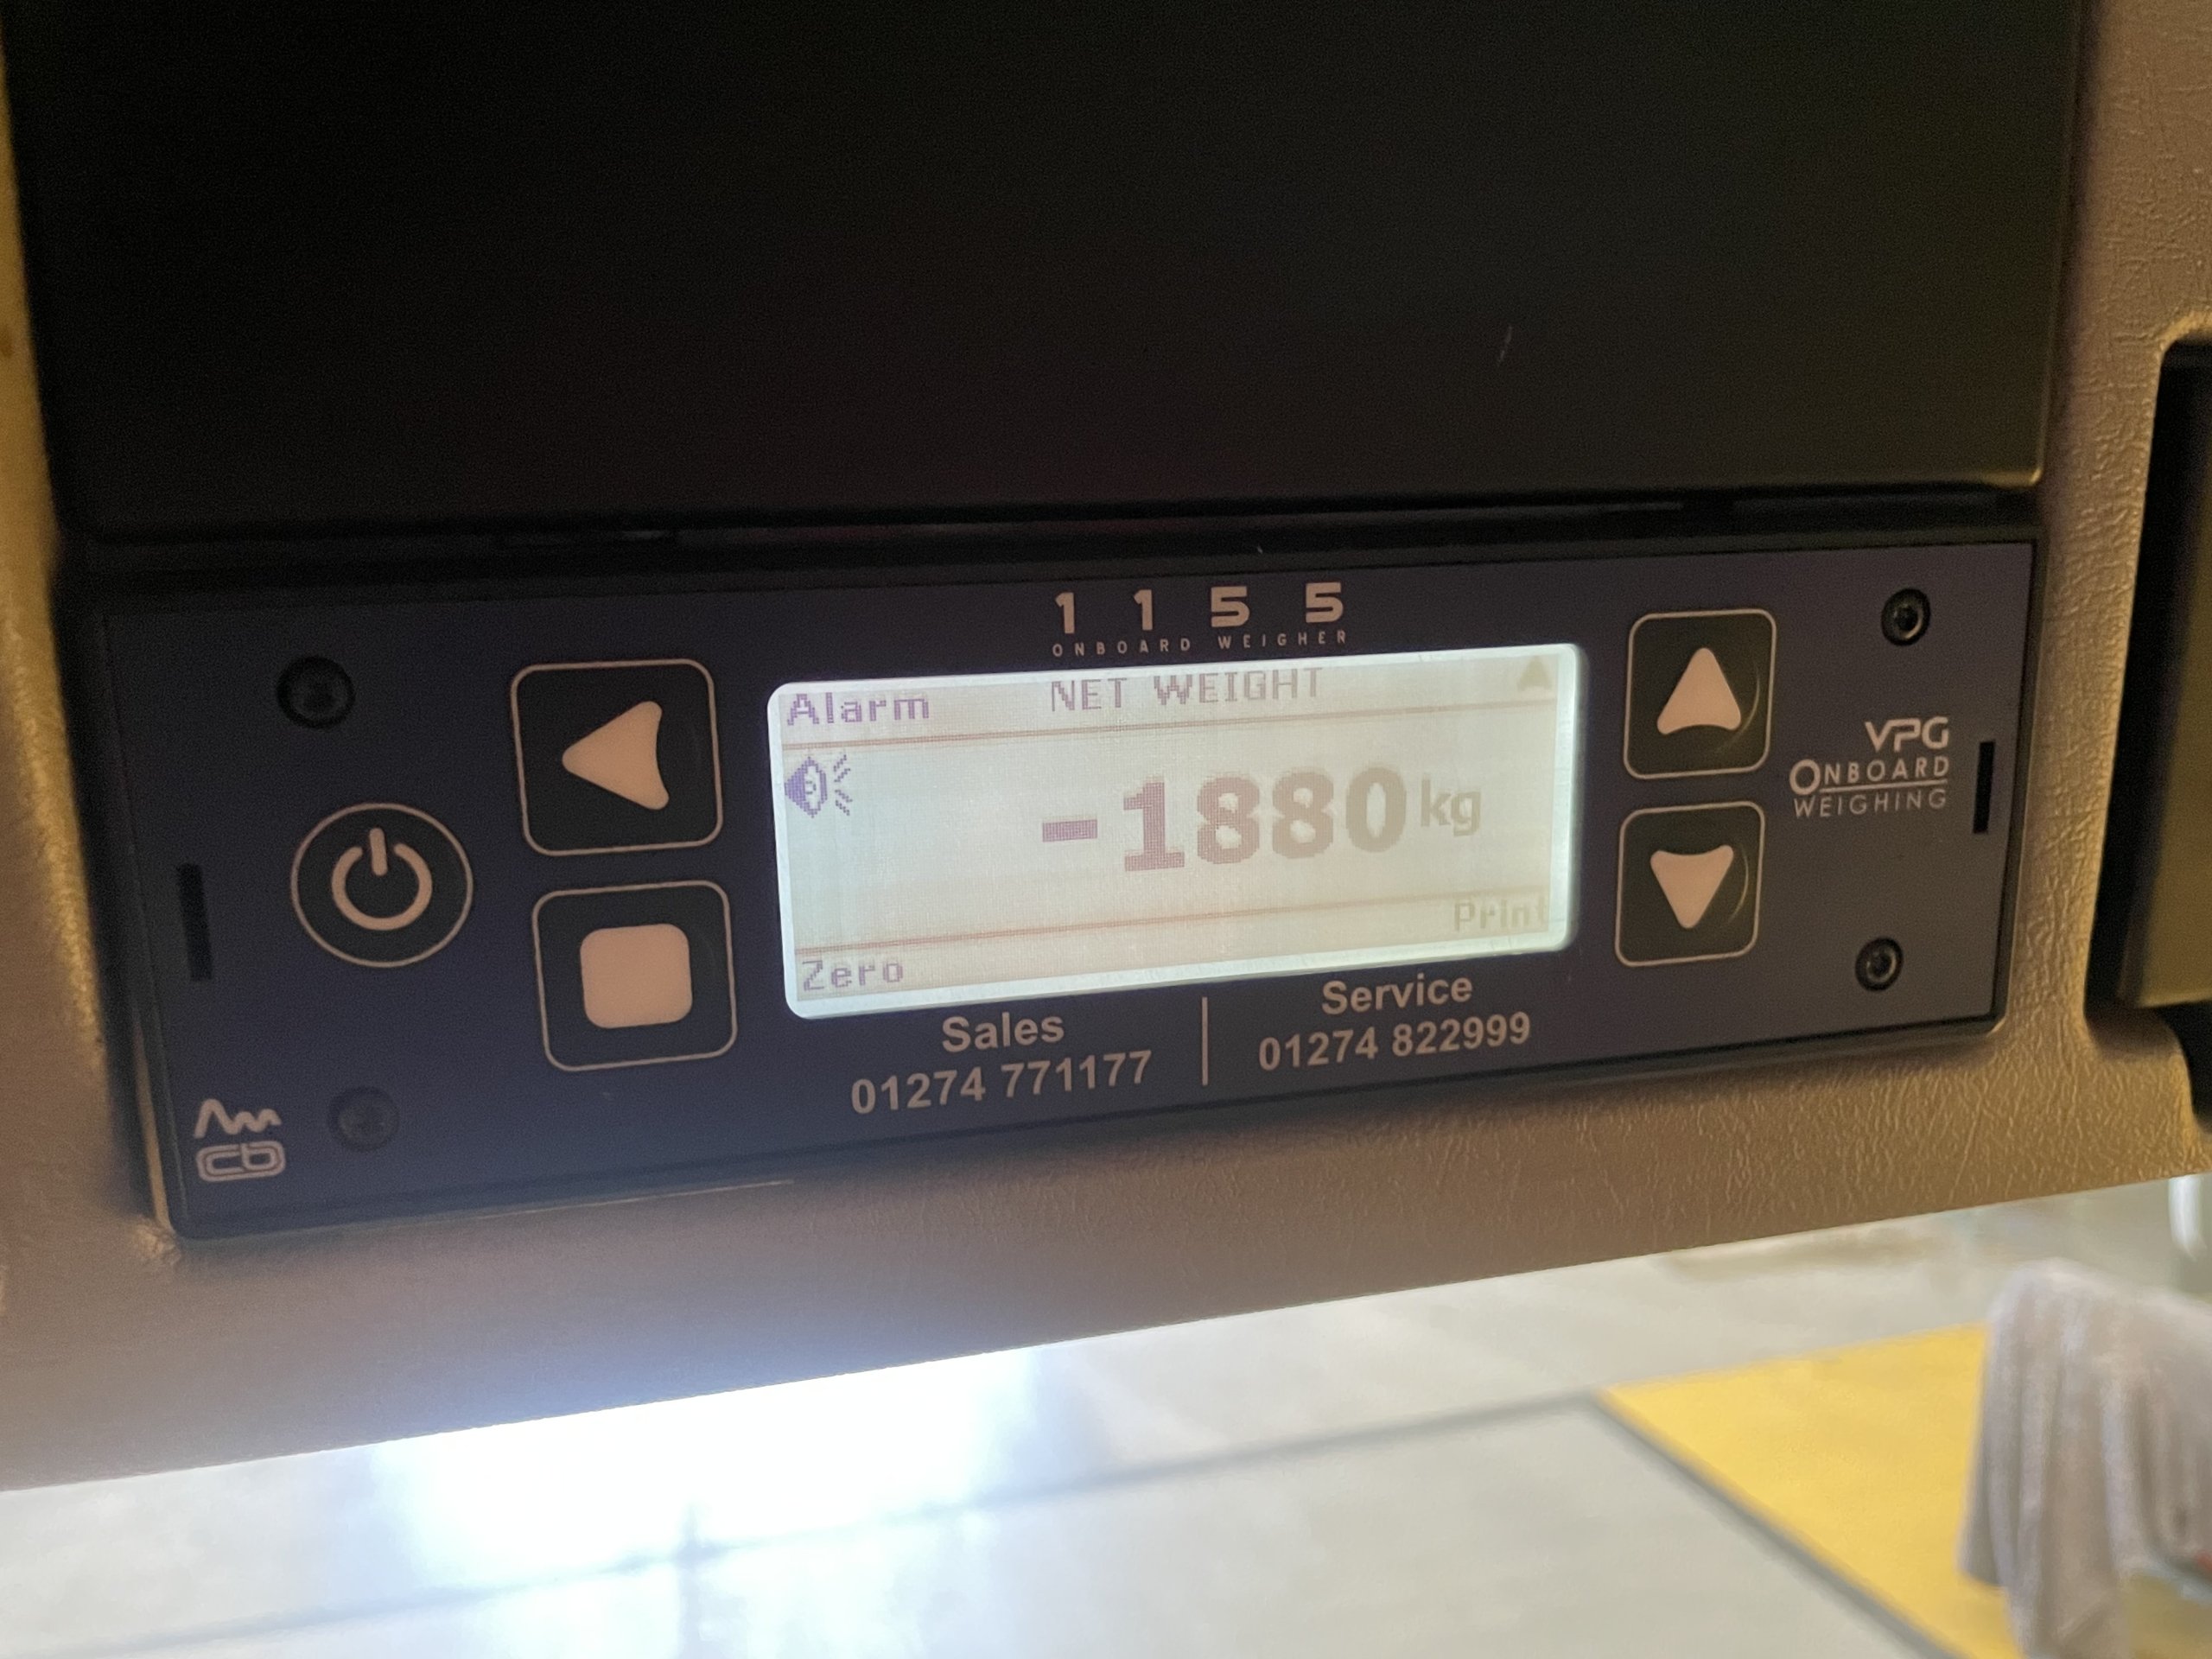 1 1 5 5
ONBOARD WEIGHER
Alarm
NET WEIGHT
-1880 kg
Print
Zero
Sales
01274 771177
Service
01274 822999
VPG
ONBOARD
WEIGHING
cb